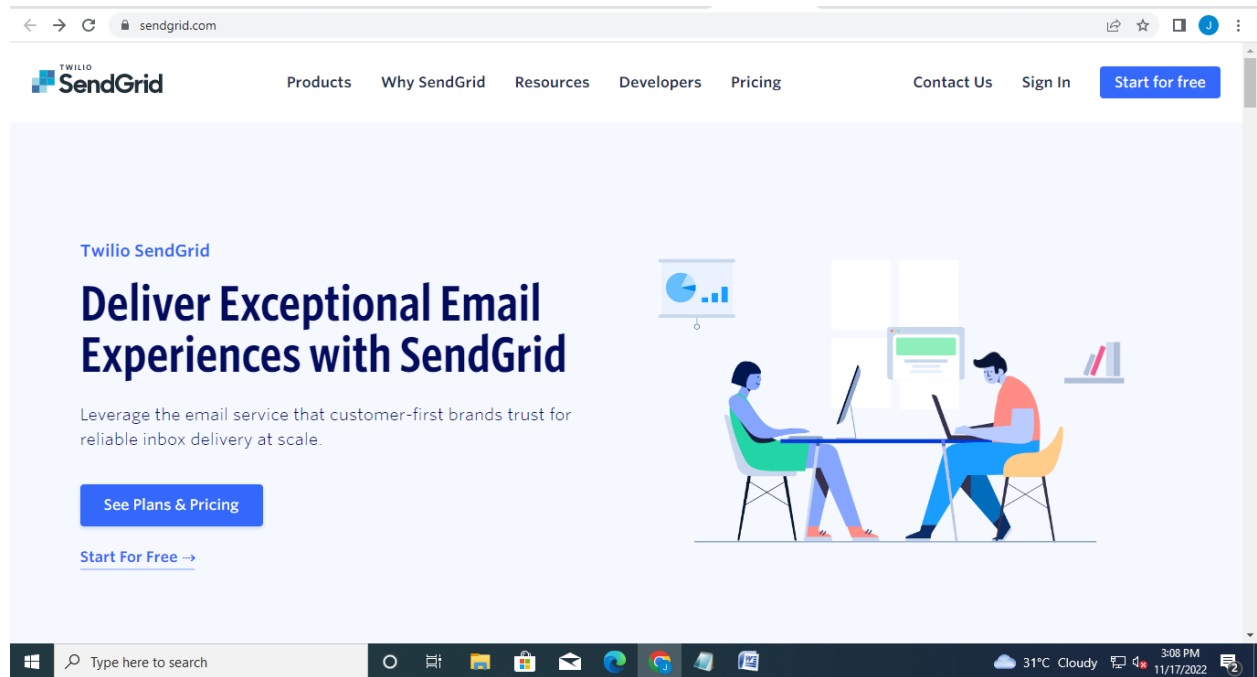 sendgrid.com
J
TWILIO
SendGrid
Products Why SendGrid Resources Developers Pricing Contact Us Sign In Start for free
Twilio SendGrid
Deliver Exceptional Email
Experiences with SendGrid
Leverage the email service that customer-first brands trust for
reliable inbox delivery at scale.
See Plans & Pricing
Start For Free →
Type here to search
31°C Cloudy
3:08 PM
11/17/2022
2